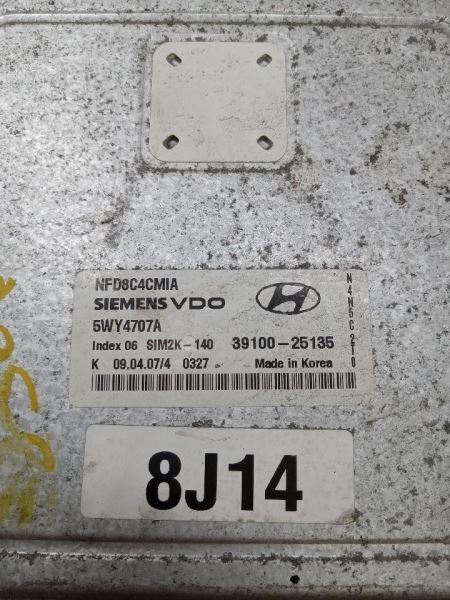 NFD8C4CMIA
SIEMENS VDO
5WY4707A
Index 06 SIM2K-140 39100-25135
K 09.04.07/4 0327 Made in Korea
8J14